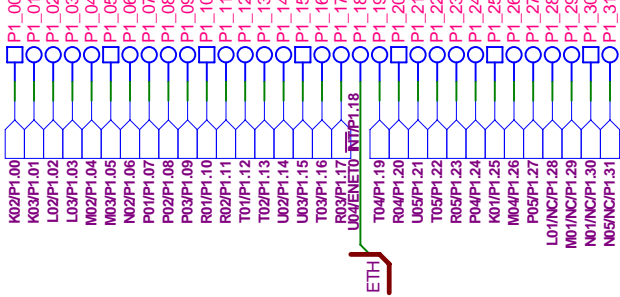 P1_00
P1_01
P1_02
P1_03
P1_04
P1_05
P1_06
P1_07
P1_08
P1_09
P1_10
P1_11
P1_12
P1_13
P1_14
P1_15
P1_16
P1_17
P1_18
P1_19
P1_20
P1_21
P1_22
P1_23
P1_24
P1_25
P1_26
P1_27
P1_28
P1_29
P1_30
P1_31
K02/P1.00
K03/P1.01
L02/P1.02
L03/P1.03
M02/P1.04
M03/P1.05
N02/P1.06
P01/P1.07
P02/P1.08
P03/P1.09
R01/P1.10
R02/P1.11
T01/P1.12
T02/P1.13
U02/P1.14
U03/P1.15
T03/P1.16
R03/P1.17
U04/ENET0_INT/P1.18
T04/P1.19
R04/P1.20
U05/P1.21
T05/P1.22
R05/P1.23
P04/P1.24
K01/P1.25
M04/P1.26
P05/P1.27
L01/NC/P1.28
M01/NC/P1.29
N01/NC/P1.30
N05/NC/P1.31
ETH